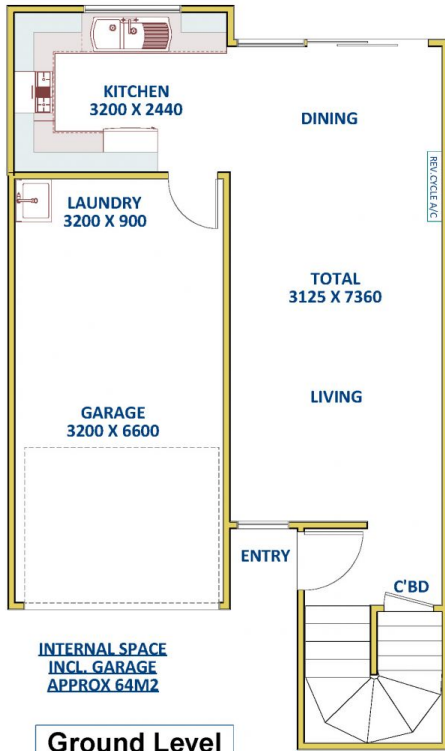 KITCHEN
3200 X 2440
DINING
REV.CYCLE A/C
LAUNDRY
3200 X 900
TOTAL
3125 X 7360
LIVING
GARAGE
3200 X 6600
ENTRY
C'BD
INTERNAL SPACE
INCL. GARAGE
APPROX 64M2
Ground Level